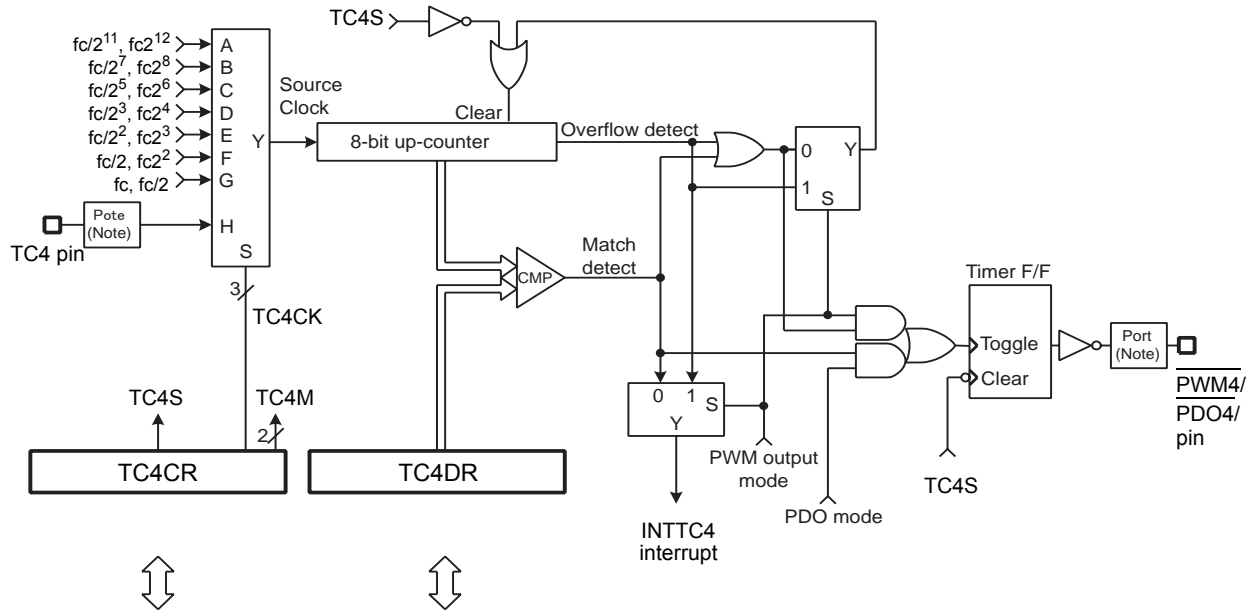 TC4S
fc/2¹¹, fc2¹²
A
fc/2⁷, fc2⁸
B
fc/2⁵, fc2⁶
C
fc/2³, fc2⁴
D
fc/2², fc2³
E
fc/2, fc2²
F
fc, fc/2
G
H
Y
S
Source
Clock
Clear
8-bit up-counter
Overflow detect
0
Y
1
S
Pote
(Note)
TC4 pin
3
TC4CK
CMP
Match
detect
Timer F/F
Toggle
Clear
Port
(Note)
PWM4/
PDO4/
pin
TC4S
TC4M
2
0 1
S
Y
TC4CR
TC4DR
PWM output
mode
PDO mode
TC4S
INTTC4
interrupt